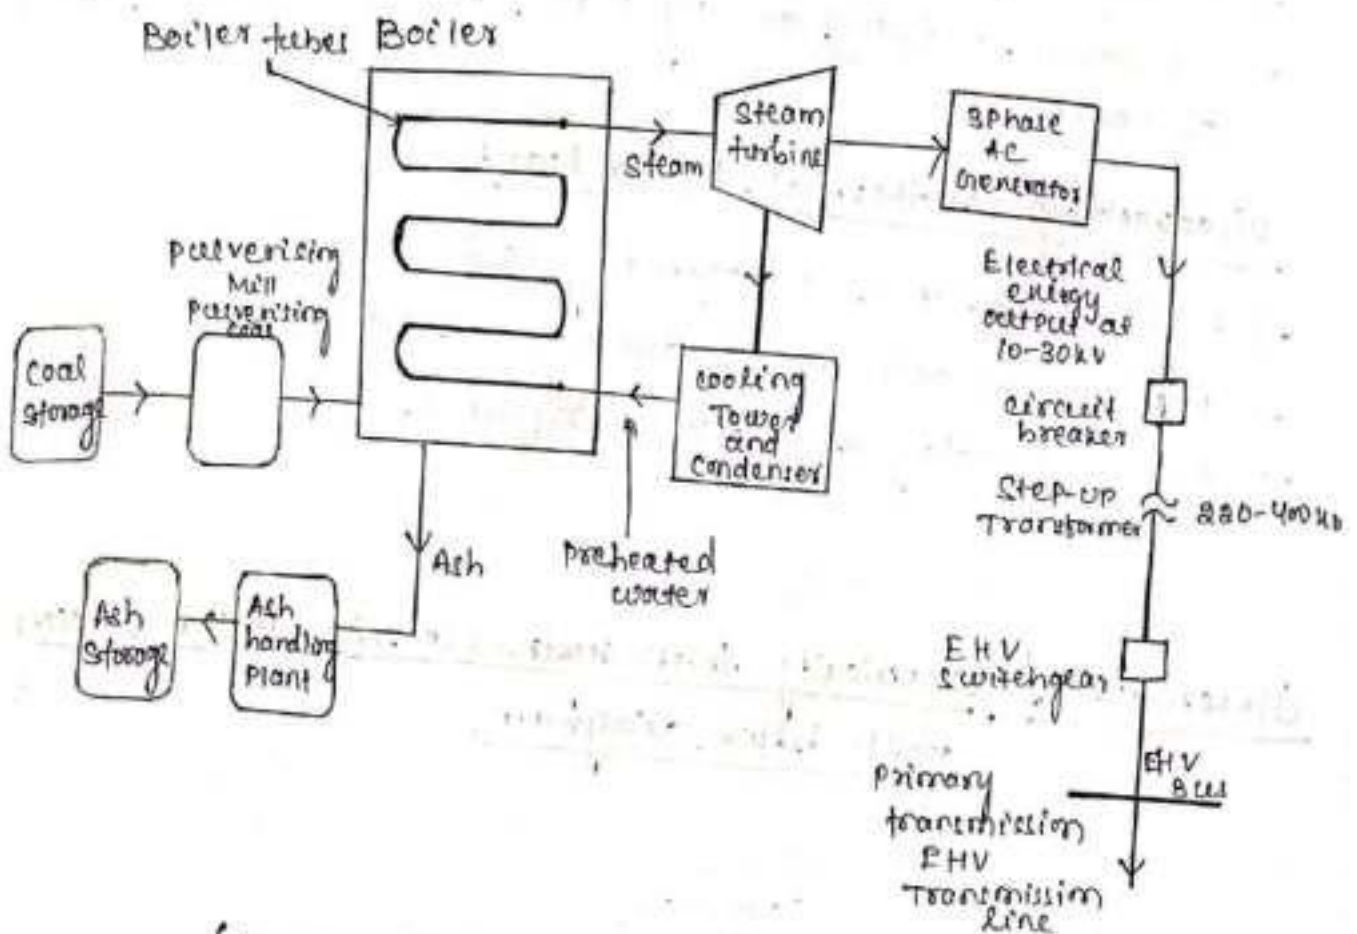 Boiler tubes
Boiler
Steam
Steam
turbine
3Phase
AC
Generator
Pulverising
Mill
Pulverising
Coal
Coal
Storage
Electrical
energy
output at
10-30kV
Cooling
Tower
and
Condenser
Circuit
breaker
Step-up
Transformer
220-400kV
Preheated
water
Ash
Ash
Storage
Ash
handling
Plant
EHV
Switchgear
EHV
Bus
Primary
transmission
EHV
Transmission
line